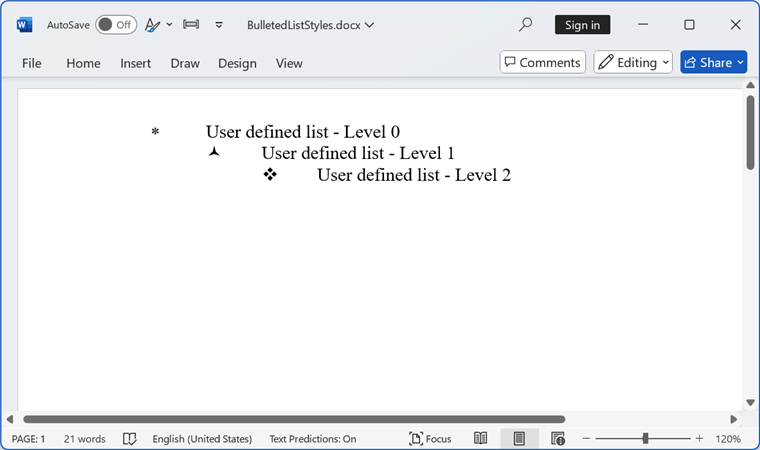 W AutoSave Off BulletedListStyles.docx Sign in
File Home Insert Draw Design View Comments Editing Share
* User defined list - Level 0
➢ User defined list - Level 1
❖ User defined list - Level 2
PAGE: 1 21 words English (United States) Text Predictions: On Focus 120%